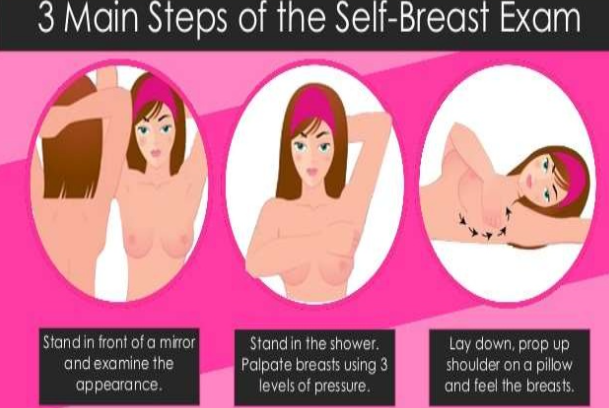 3 Main Steps of the Self-Breast Exam
Stand in front of a mirror
and examine the
appearance.
Stand in the shower.
Palpate breasts using 3
levels of pressure.
Lay down, prop up
shoulder on a pillow
and feel the breasts.